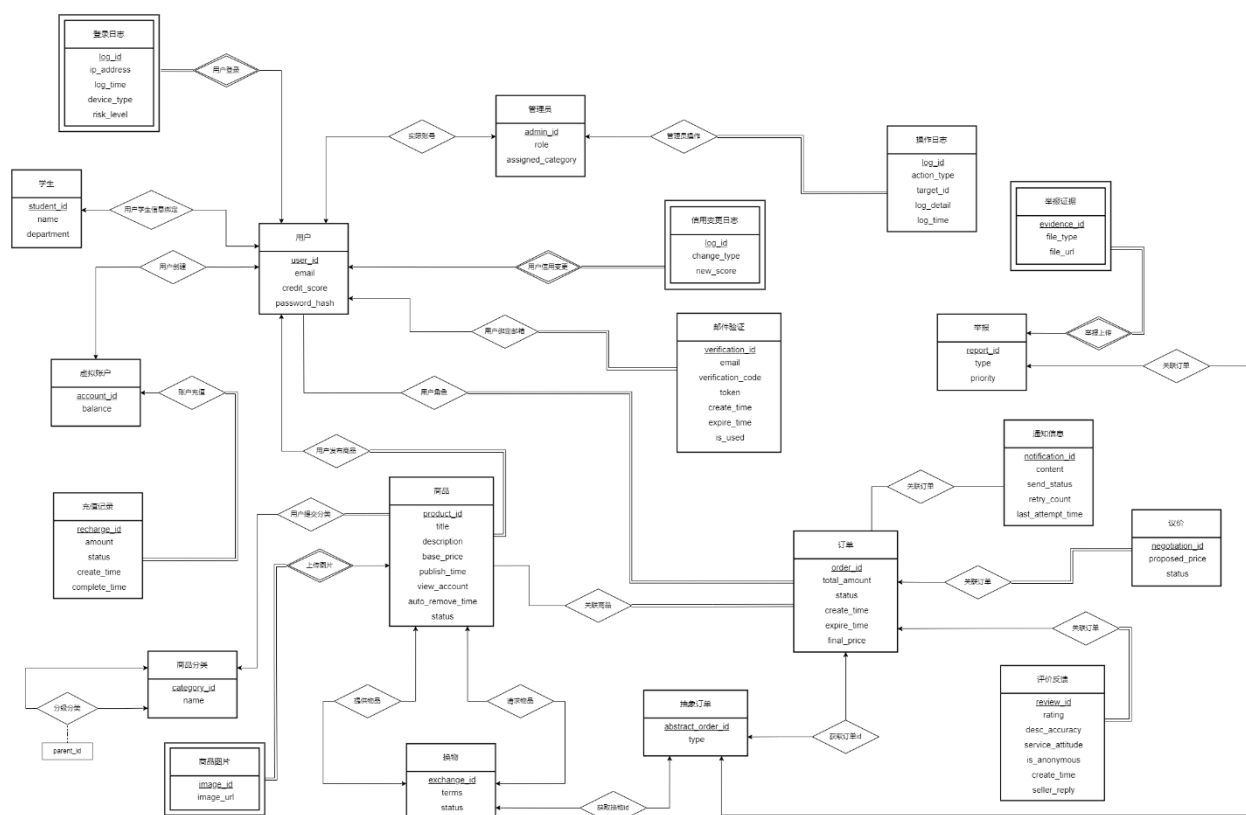 登录日志
log_id
ip_address
log_time
device_type
risk_level
用户登录
管理员
admin_id
role
assigned_category
实际账号
管理员操作
操作日志
log_id
action_type
target_id
log_detail
log_time
学生
student_id
name
department
用户学生信息绑定
用户
user_id
email
credit_score
password_hash
用户创建
信用变更日志
log_id
change_type
new_score
用户信用变更
举报证据
evidence_id
file_type
file_url
举报上传
举报
report_id
type
priority
关联订单
邮件验证
verification_id
email
verification_code
token
create_time
expire_time
is_used
用户绑定邮箱
虚拟账户
account_id
balance
账户充值
用户角色
用户发布商品
通知信息
notification_id
content
send_status
retry_count
last_attempt_time
关联订单
充值记录
recharge_id
amount
status
create_time
complete_time
用户提交分类
上传图片
商品
product_id
title
description
base_price
publish_time
view_account
auto_remove_time
status
关联商品
订单
order_id
total_amount
status
create_time
expire_time
final_price
议价
negotiation_id
proposed_price
status
关联订单
关联订单
商品分类
category_id
name
分级分类
parent_id
提供物品
请求物品
抽象订单
abstract_order_id
type
获取订单id
评价反馈
review_id
rating
desc_accuracy
service_attitude
is_anonymous
create_time
seller_reply
商品图片
image_id
image_url
换物
exchange_id
terms
status
获取换物id